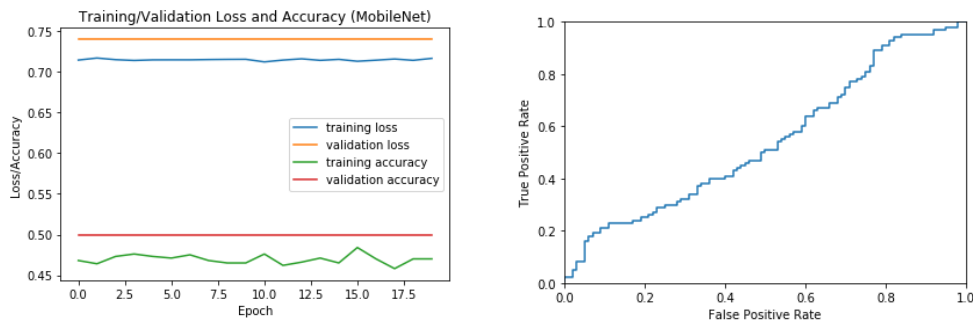 Training/Validation Loss and Accuracy (MobileNet)
0.75
0.70
0.65
0.60
0.55
0.50
0.45
Loss/Accuracy
training loss
validation loss
training accuracy
validation accuracy
0.0 2.5 5.0 7.5 10.0 12.5 15.0 17.5
Epoch
1.0
0.8
0.6
0.4
0.2
0.0
True Positive Rate
0.0 0.2 0.4 0.6 0.8 1.0
False Positive Rate